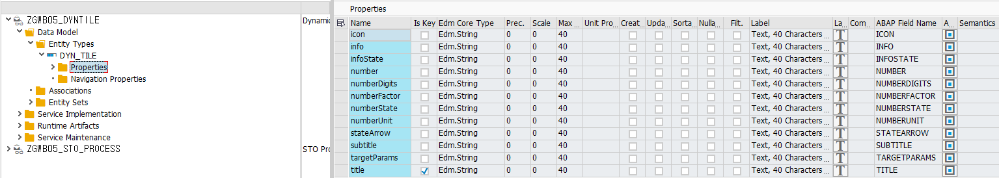 ZGWB05_DYNTILE Dynamic
Data Model
Entity Types
DYN_TILE
Properties
Navigation Properties
Associations
Entity Sets
Service Implementation
Runtime Artifacts
Service Maintenance
ZGWB05_STO_PROCESS STO Proce
Properties
Name Is Key Edm Core Type Prec. Scale Max ... Unit Pro... Creat... Upda... Sorta... Nulla... Filt. Label La... Com... ABAP Field Name A... Semantics
icon Edm.String 0 0 40 Text, 40 Characters ... T ICON
info Edm.String 0 0 40 Text, 40 Characters ... T INFO
infoState Edm.String 0 0 40 Text, 40 Characters ... T INFOSTATE
number Edm.String 0 0 40 Text, 40 Characters ... T NUMBER
numberDigits Edm.String 0 0 40 Text, 40 Characters ... T NUMBERDIGITS
numberFactor Edm.String 0 0 40 Text, 40 Characters ... T NUMBERFACTOR
numberState Edm.String 0 0 40 Text, 40 Characters ... T NUMBERSTATE
numberUnit Edm.String 0 0 40 Text, 40 Characters ... T NUMBERUNIT
stateArrow Edm.String 0 0 40 Text, 40 Characters ... T STATEARROW
subtitle Edm.String 0 0 40 Text, 40 Characters ... T SUBTITLE
targetParams Edm.String 0 0 40 Text, 40 Characters ... T TARGETPARAMS
title Edm.String 0 0 40 Text, 40 Characters ... T TITLE